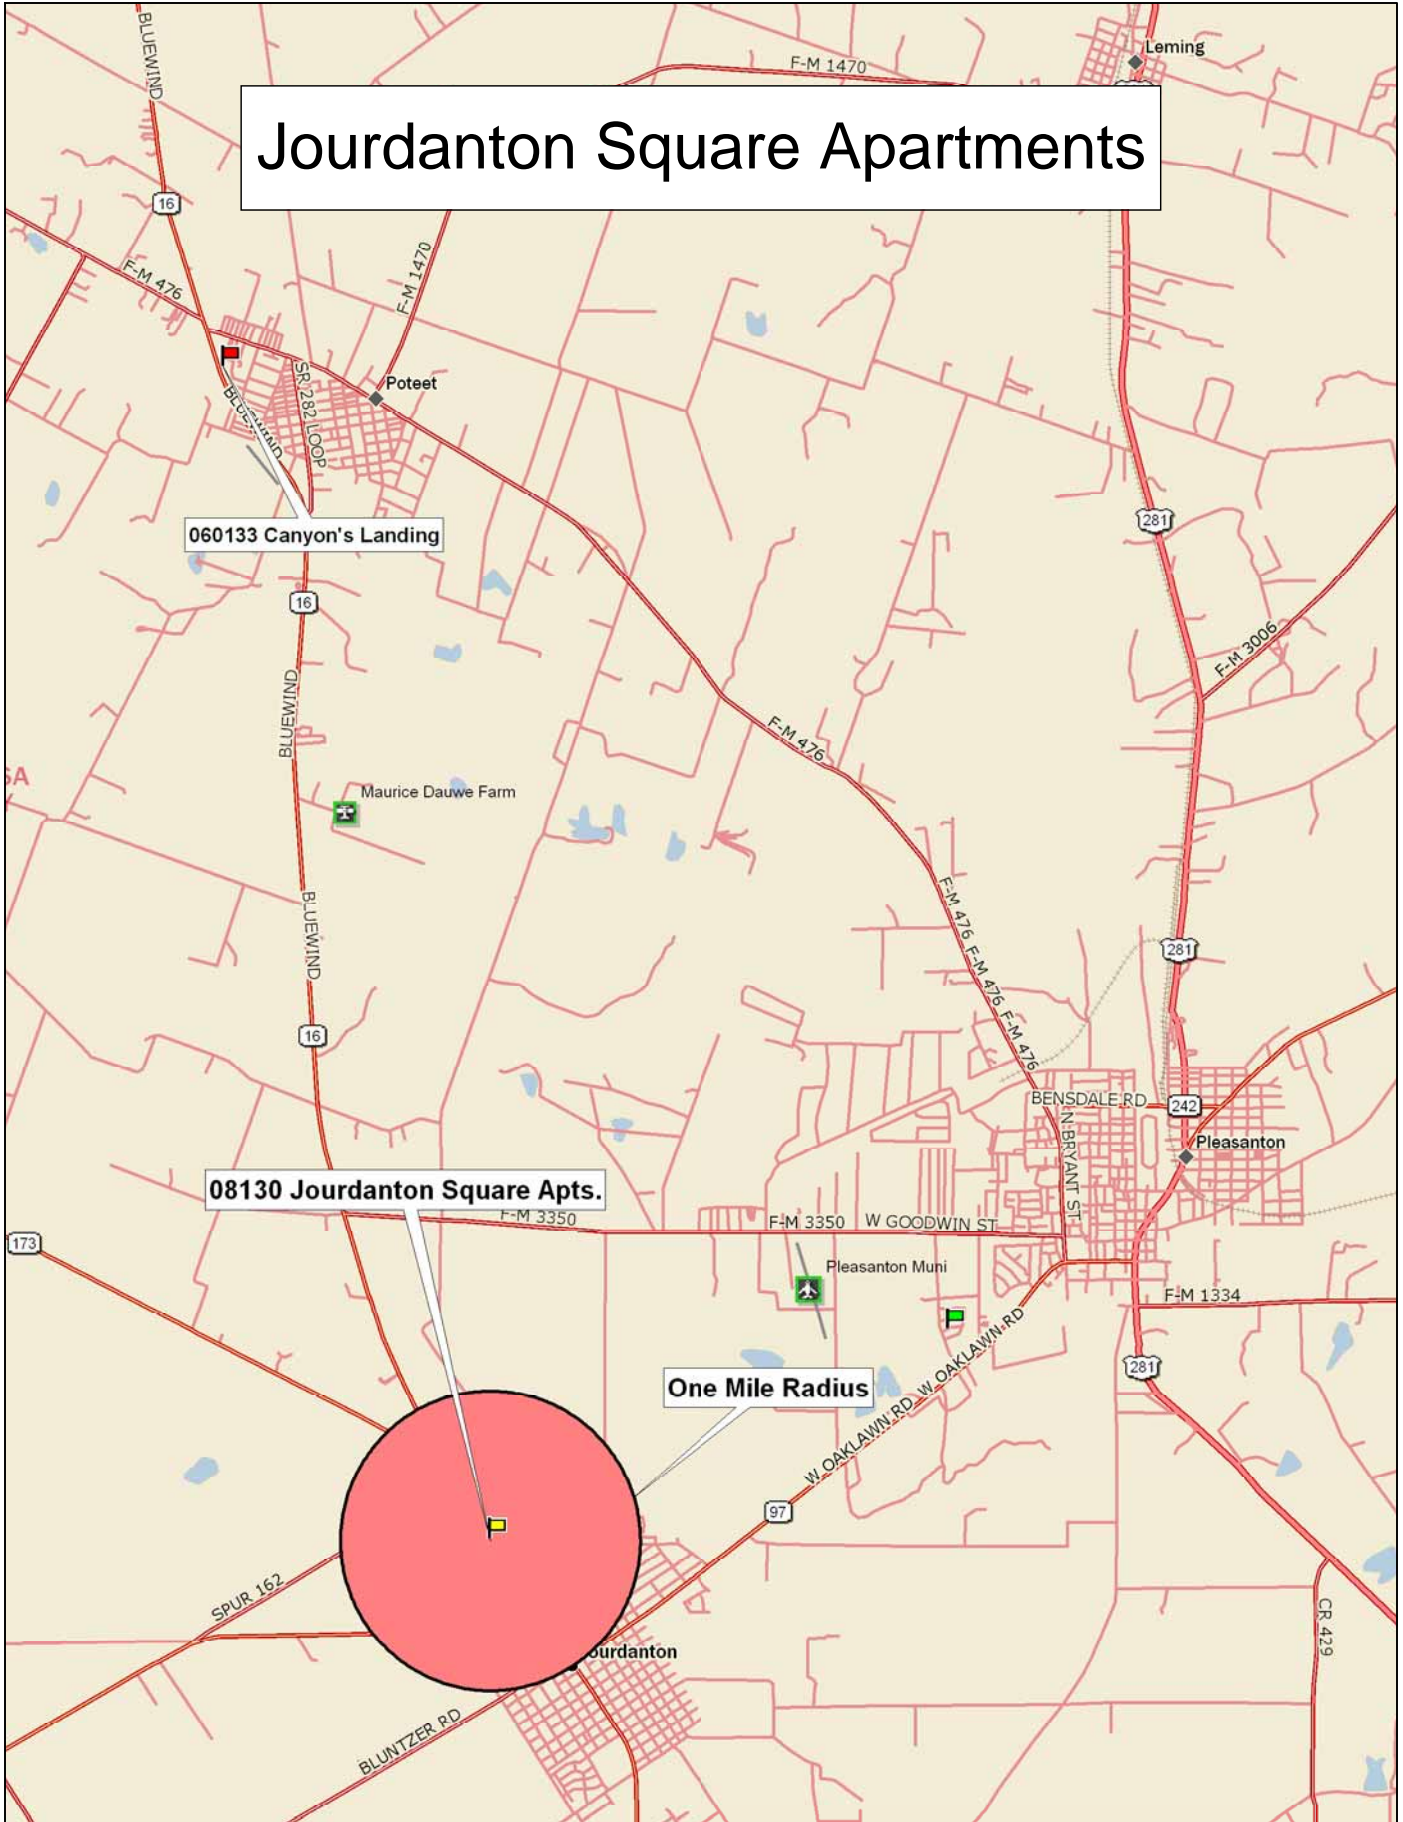 BLUEWIND
Leming
F-M 1470
Jourdanton Square Apartments
16
F-M 476
F-M 1470
SR 282 LOOP
Poteet
BLUEWIND
281
060133 Canyon's Landing
16
F-M 3006
BLUEWIND
F-M 476
SA
Maurice Dauwe Farm
BLUEWIND
F-M 476
F-M 476
F-M 476
281
16
BENSDALE RD
242
N BRYANT ST
Pleasanton
08130 Jourdanton Square Apts.
F-M 3350
F-M 3350
W GOODWIN ST
173
Pleasanton Muni
F-M 1334
W OAKLAWN RD
W OAKLAWN RD
281
One Mile Radius
97
SPUR 162
CR 429
ourdanton
BLUNTZER RD